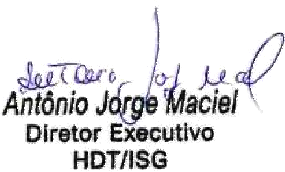 Antônio Jorge Maciel
Diretor Executivo
HDT/ISG